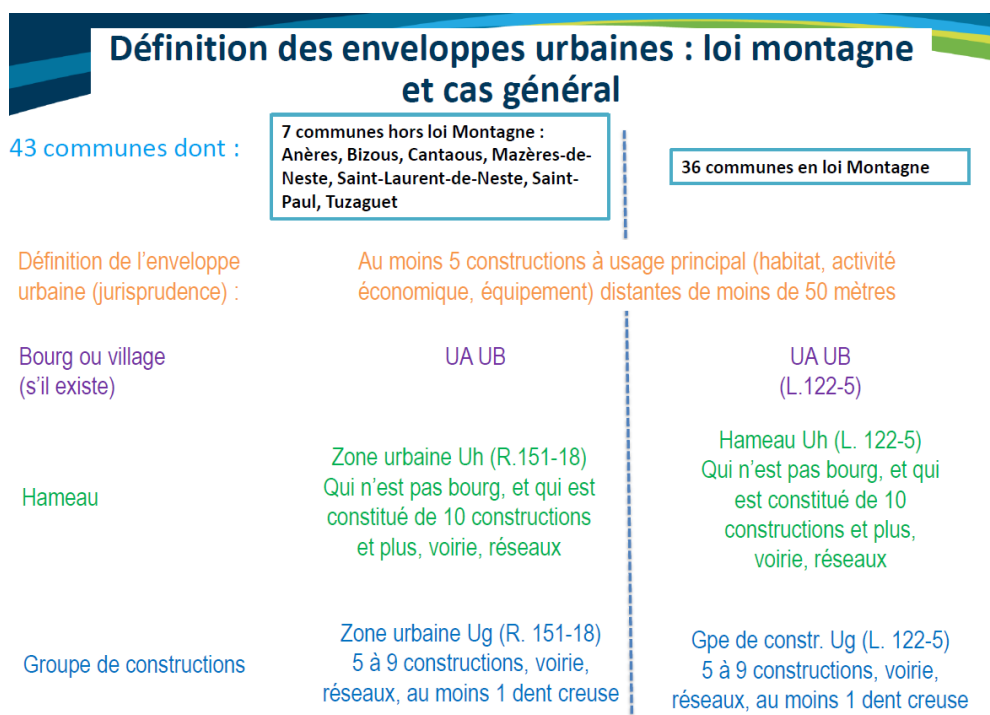 Définition des enveloppes urbaines : loi montagne
et cas général
43 communes dont :
7 communes hors loi Montagne :
Anères, Bizous, Cantaous, Mazères-de-
Neste, Saint-Laurent-de-Neste, Saint-
Paul, Tuzaguet
36 communes en loi Montagne
Définition de l'enveloppe
urbaine (jurisprudence) :
Au moins 5 constructions à usage principal (habitat, activité
économique, équipement) distantes de moins de 50 mètres
Bourg ou village
(s'il existe)
UA UB
UA UB
(L.122-5)
Hameau
Zone urbaine Uh (R.151-18)
Qui n'est pas bourg, et qui est
constitué de 10 constructions
et plus, voirie, réseaux
Hameau Uh (L. 122-5)
Qui n'est pas bourg, et qui
est constitué de 10
constructions et plus,
voirie, réseaux
Groupe de constructions
Zone urbaine Ug (R. 151-18)
5 à 9 constructions, voirie,
réseaux, au moins 1 dent creuse
Gpe de constr. Ug (L. 122-5)
5 à 9 constructions, voirie,
réseaux, au moins 1 dent creuse